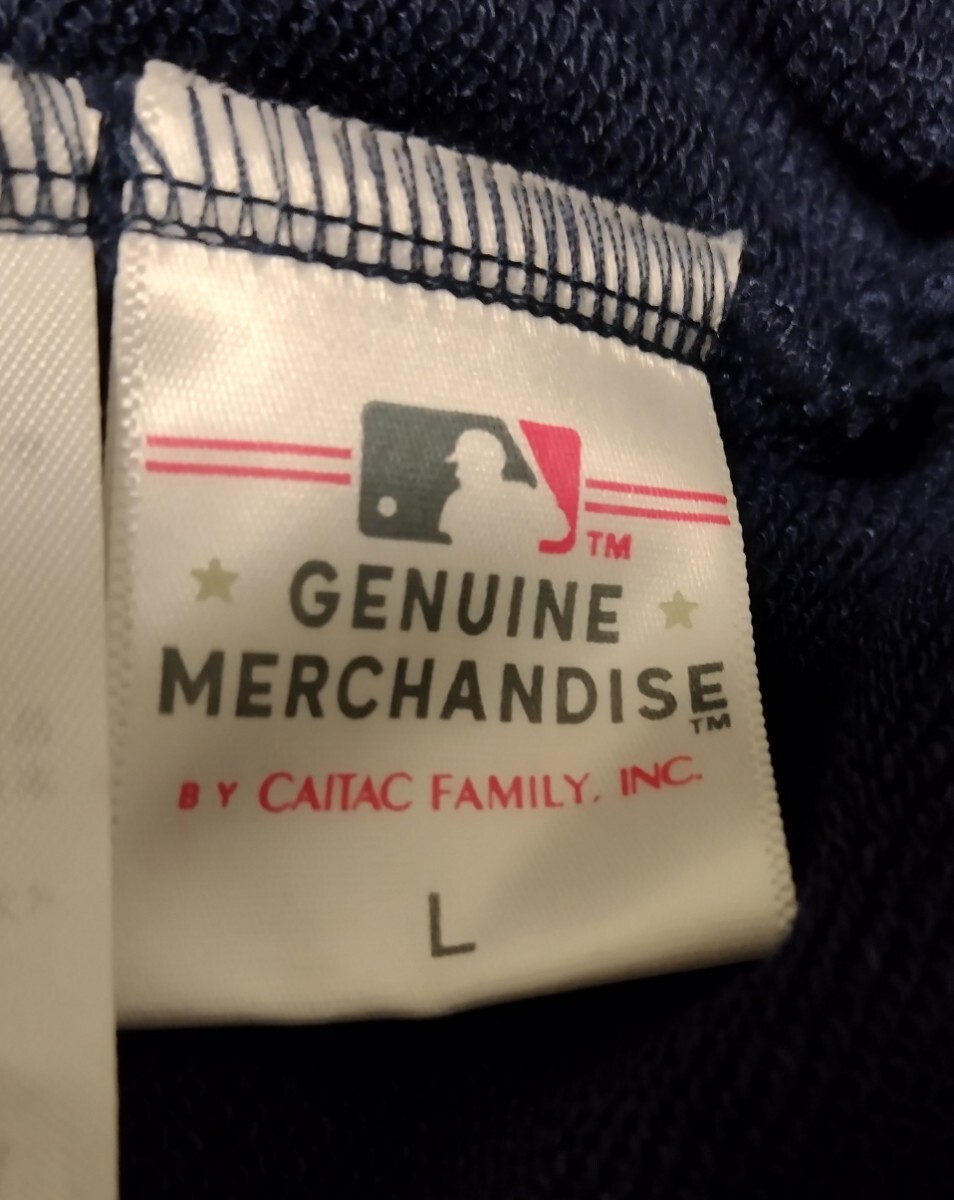 TM
GENUINE
MERCHANDISE
TM
BY CAITAC FAMILY, INC.
L